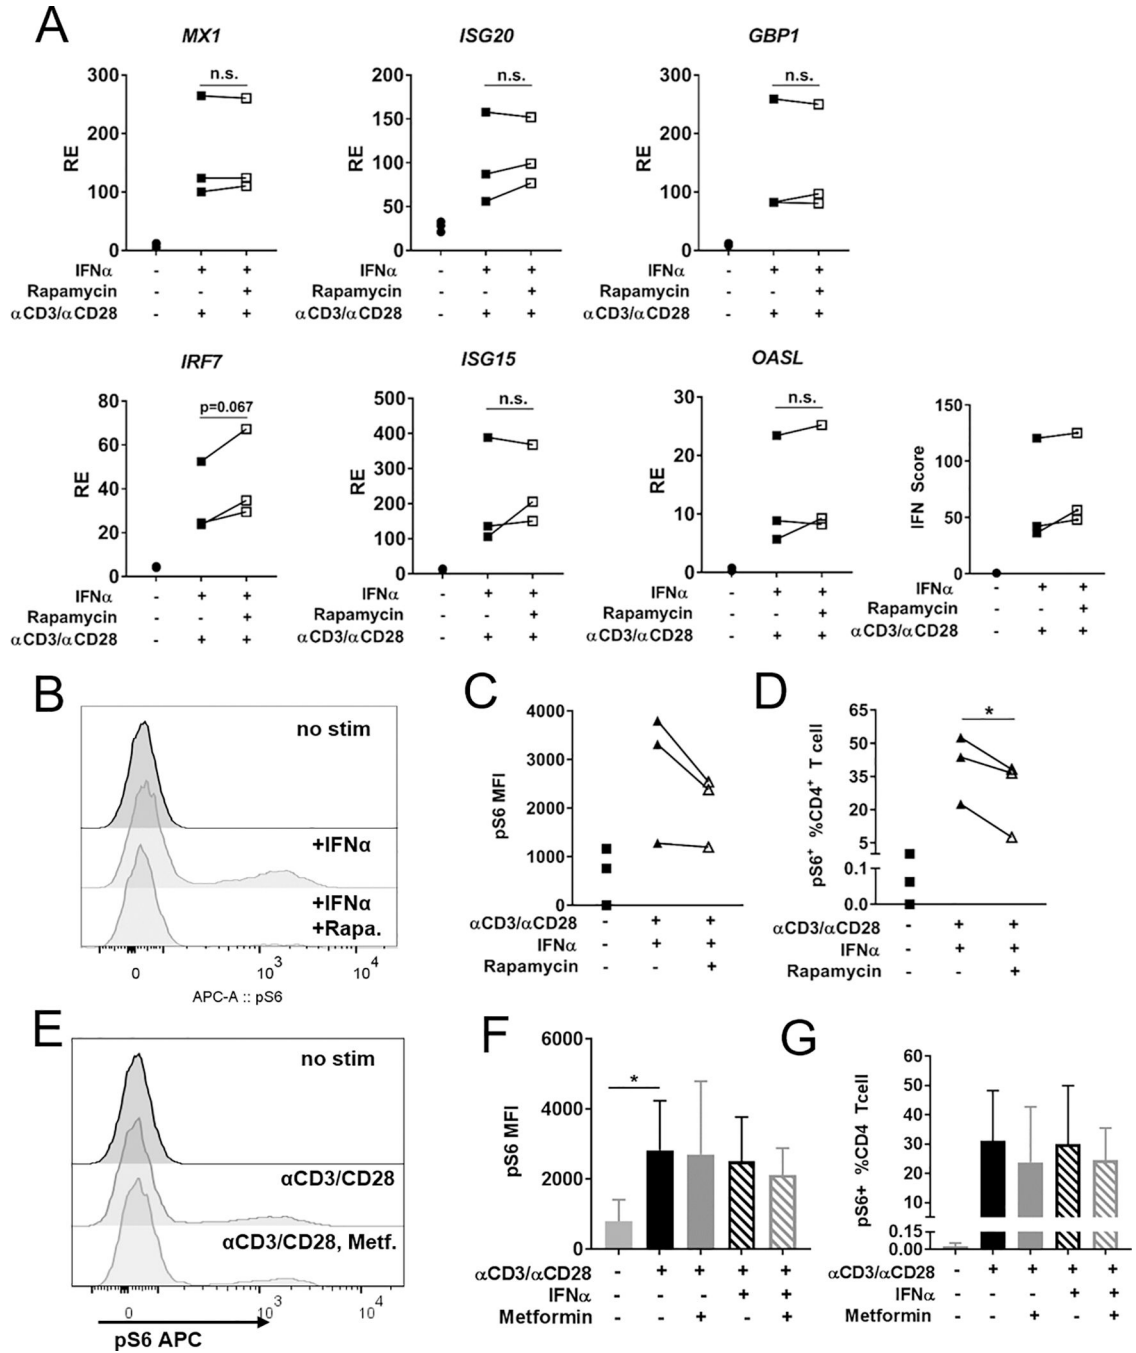 A
MX1
ISG20
GBP1
300 200 300
n.s. n.s. n.s.
200 150 200
RE RE RE
100 100 100
50
0 0 0
IFNα - + + IFNα - + + IFNα - + +
Rapamycin - - + Rapamycin - - + Rapamycin - - +
αCD3/αCD28 - + + αCD3/αCD28 - + + αCD3/αCD28 - + +
IRF7
ISG15
OASL
80 500 30 150
p=0.067 n.s. n.s.
60 400 20 100
RE RE RE IFN Score
40 300 10 50
20 200
100
0 0 0 0
IFNα - + + IFNα - + + IFNα - + + IFNα - + +
Rapamycin - - + Rapamycin - - + Rapamycin - - + Rapamycin - - +
αCD3/αCD28 - + + αCD3/αCD28 - + + αCD3/αCD28 - + + αCD3/αCD28 - + +
B
no stim
+IFNα
+IFNα
+Rapa.
0 10³ 10⁴
APC-A :: pS6
C
pS6 MFI
4000
3000
2000
1000
0
αCD3/αCD28 - + +
IFNα - + +
Rapamycin - - +
D
pS6⁺ %CD4⁺ T cell
65
50
35
20
5
0.1
0.0
*
αCD3/αCD28 - + +
IFNα - + +
Rapamycin - - +
E
no stim
αCD3/CD28
αCD3/CD28, Metf.
0 10³ 10⁴
pS6 APC
F
pS6 MFI
6000
4000
2000
0
*
αCD3/αCD28 - + + + +
IFNα - - - + +
Metformin - - + - +
G
pS6+ %CD4 Tcell
60
50
40
30
20
10
0.15
0.00
αCD3/αCD28 - + + + +
IFNα - - - + +
Metformin - - + - +